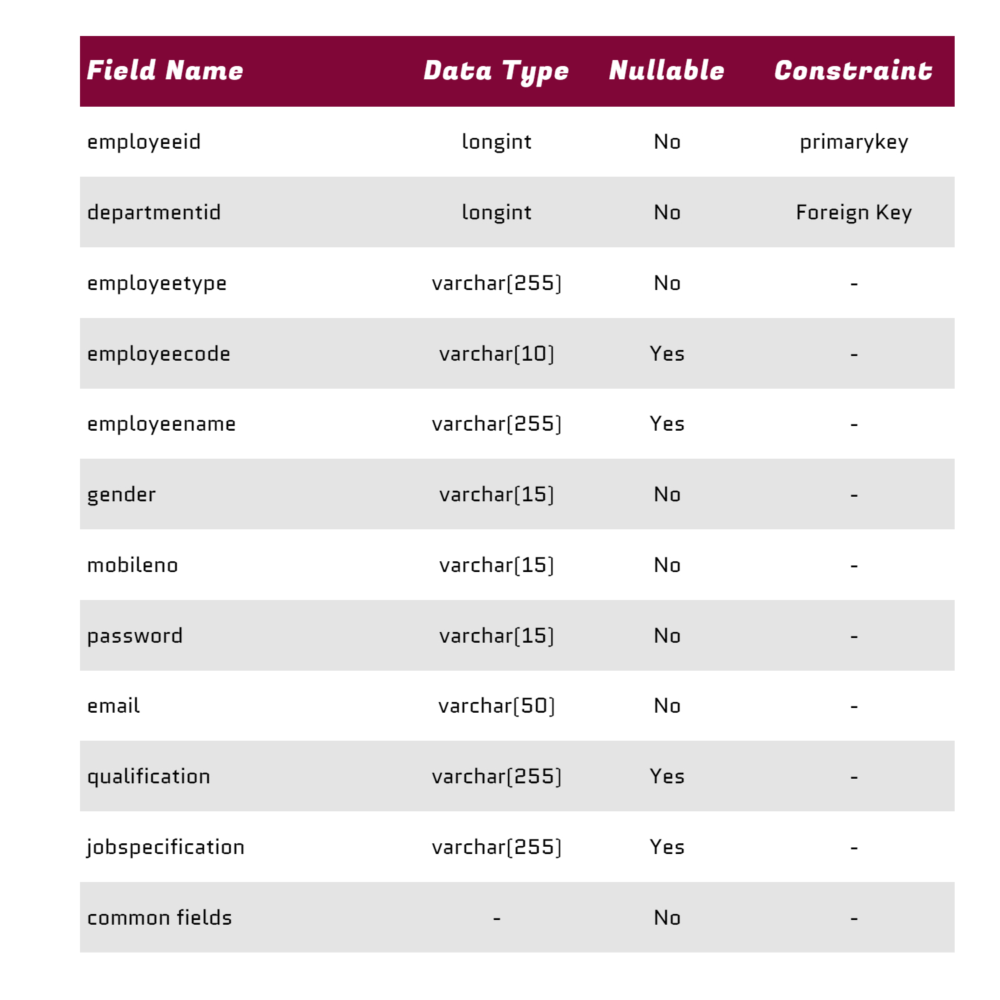 Field Name Data Type Nullable Constraint
employeeid longint No primarykey
departmentid longint No Foreign Key
employeetype varchar(255) No -
employeecode varchar(10) Yes -
employeename varchar(255) Yes -
gender varchar(15) No -
mobileno varchar(15) No -
password varchar(15) No -
email varchar(50) No -
qualification varchar(255) Yes -
jobspecification varchar(255) Yes -
common fields - No -